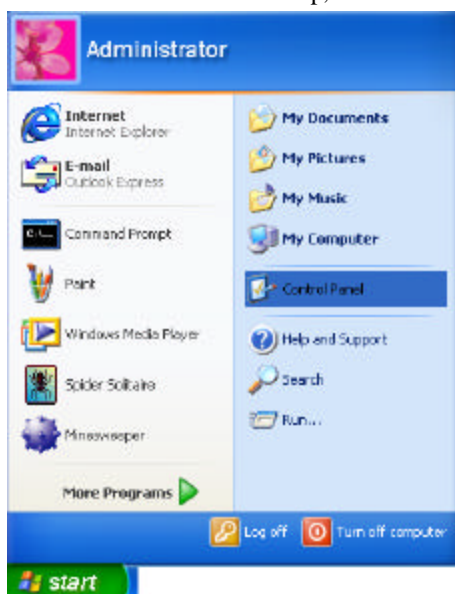 Administrator
Internet
Internet Explorer
E-mail
Outlook Express
Command Prompt
Paint
Windows Media Player
Spider Solitaire
Minesweeper
More Programs
My Documents
My Pictures
My Music
My Computer
Control Panel
Help and Support
Search
Run...
Log off
Turn off computer
start